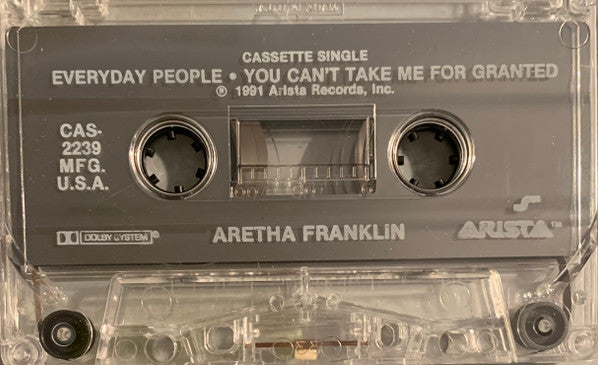 CASSETTE SINGLE
EVERYDAY PEOPLE • YOU CAN'T TAKE ME FOR GRANTED
℗ 1991 Arista Records, Inc.
CAS-
2239
MFG.
U.S.A.
DOLBY SYSTEM®
ARETHA FRANKLIN
ARISTA™